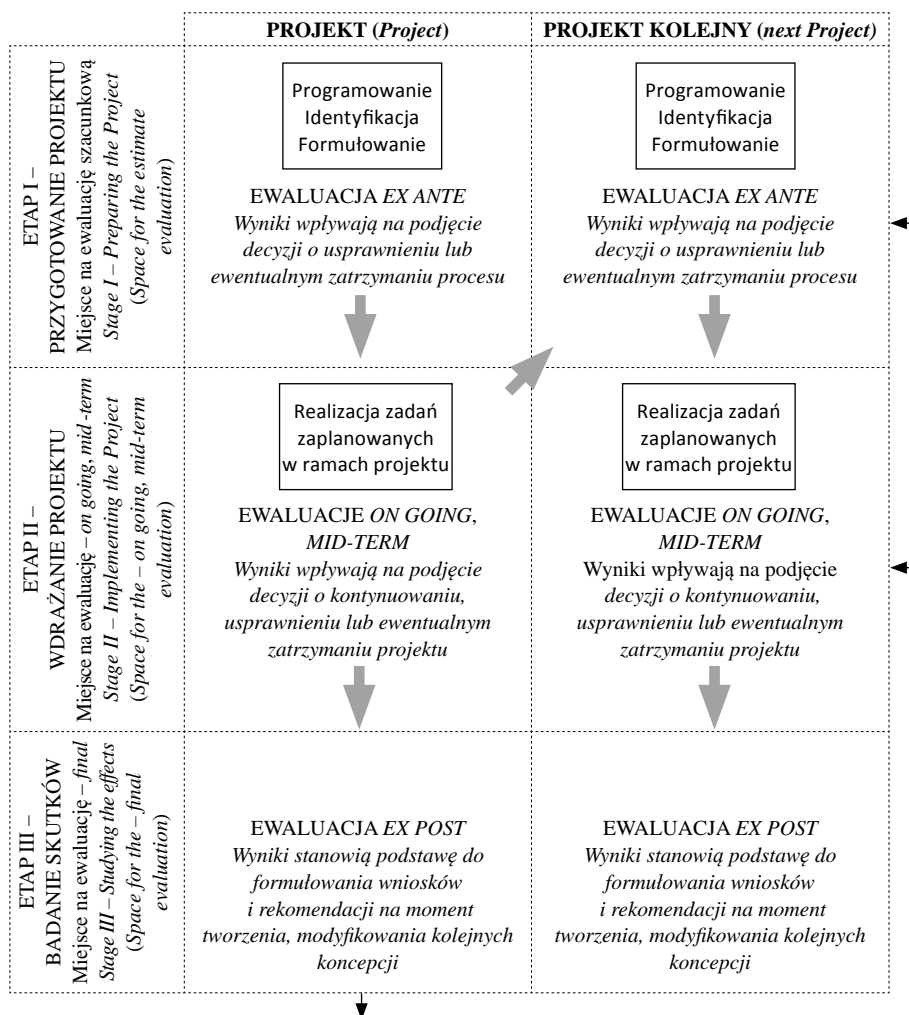 PROJEKT (Project)
PROJEKT KOLEJNY (next Project)
ETAP I –
PRZYGOTOWANIE PROJEKTU
Miejsce na ewaluację szacunkową
Stage I – Preparing the Project
(Space for the estimate
evaluation)
Programowanie
Identyfikacja
Formułowanie
EWALUACJA EX ANTE
Wyniki wpływają na podjęcie
decyzji o usprawnieniu lub
ewentualnym zatrzymaniu procesu
Programowanie
Identyfikacja
Formułowanie
EWALUACJA EX ANTE
Wyniki wpływają na podjęcie
decyzji o usprawnieniu lub
ewentualnym zatrzymaniu procesu
ETAP II –
WDRAŻANIE PROJEKTU
Miejsce na ewaluację – on going, mid -term
Stage II – Implementing the Project
(Space for the – on going, mid-term
evaluation)
Realizacja zadań
zaplanowanych
w ramach projektu
EWALUACJE ON GOING,
MID-TERM
Wyniki wpływają na podjęcie
decyzji o kontynuowaniu,
usprawnieniu lub ewentualnym
zatrzymaniu projektu
Realizacja zadań
zaplanowanych
w ramach projektu
EWALUACJE ON GOING,
MID-TERM
Wyniki wpływają na podjęcie
decyzji o kontynuowaniu,
usprawnieniu lub ewentualnym
zatrzymaniu projektu
ETAP III –
BADANIE SKUTKÓW
Miejsce na ewaluację – final
Stage III – Studying the effects
(Space for the – final
evaluation)
EWALUACJA EX POST
Wyniki stanowią podstawę do
formułowania wniosków
i rekomendacji na moment
tworzenia, modyfikowania kolejnych
koncepcji
EWALUACJA EX POST
Wyniki stanowią podstawę do
formułowania wniosków
i rekomendacji na moment
tworzenia, modyfikowania kolejnych
koncepcji